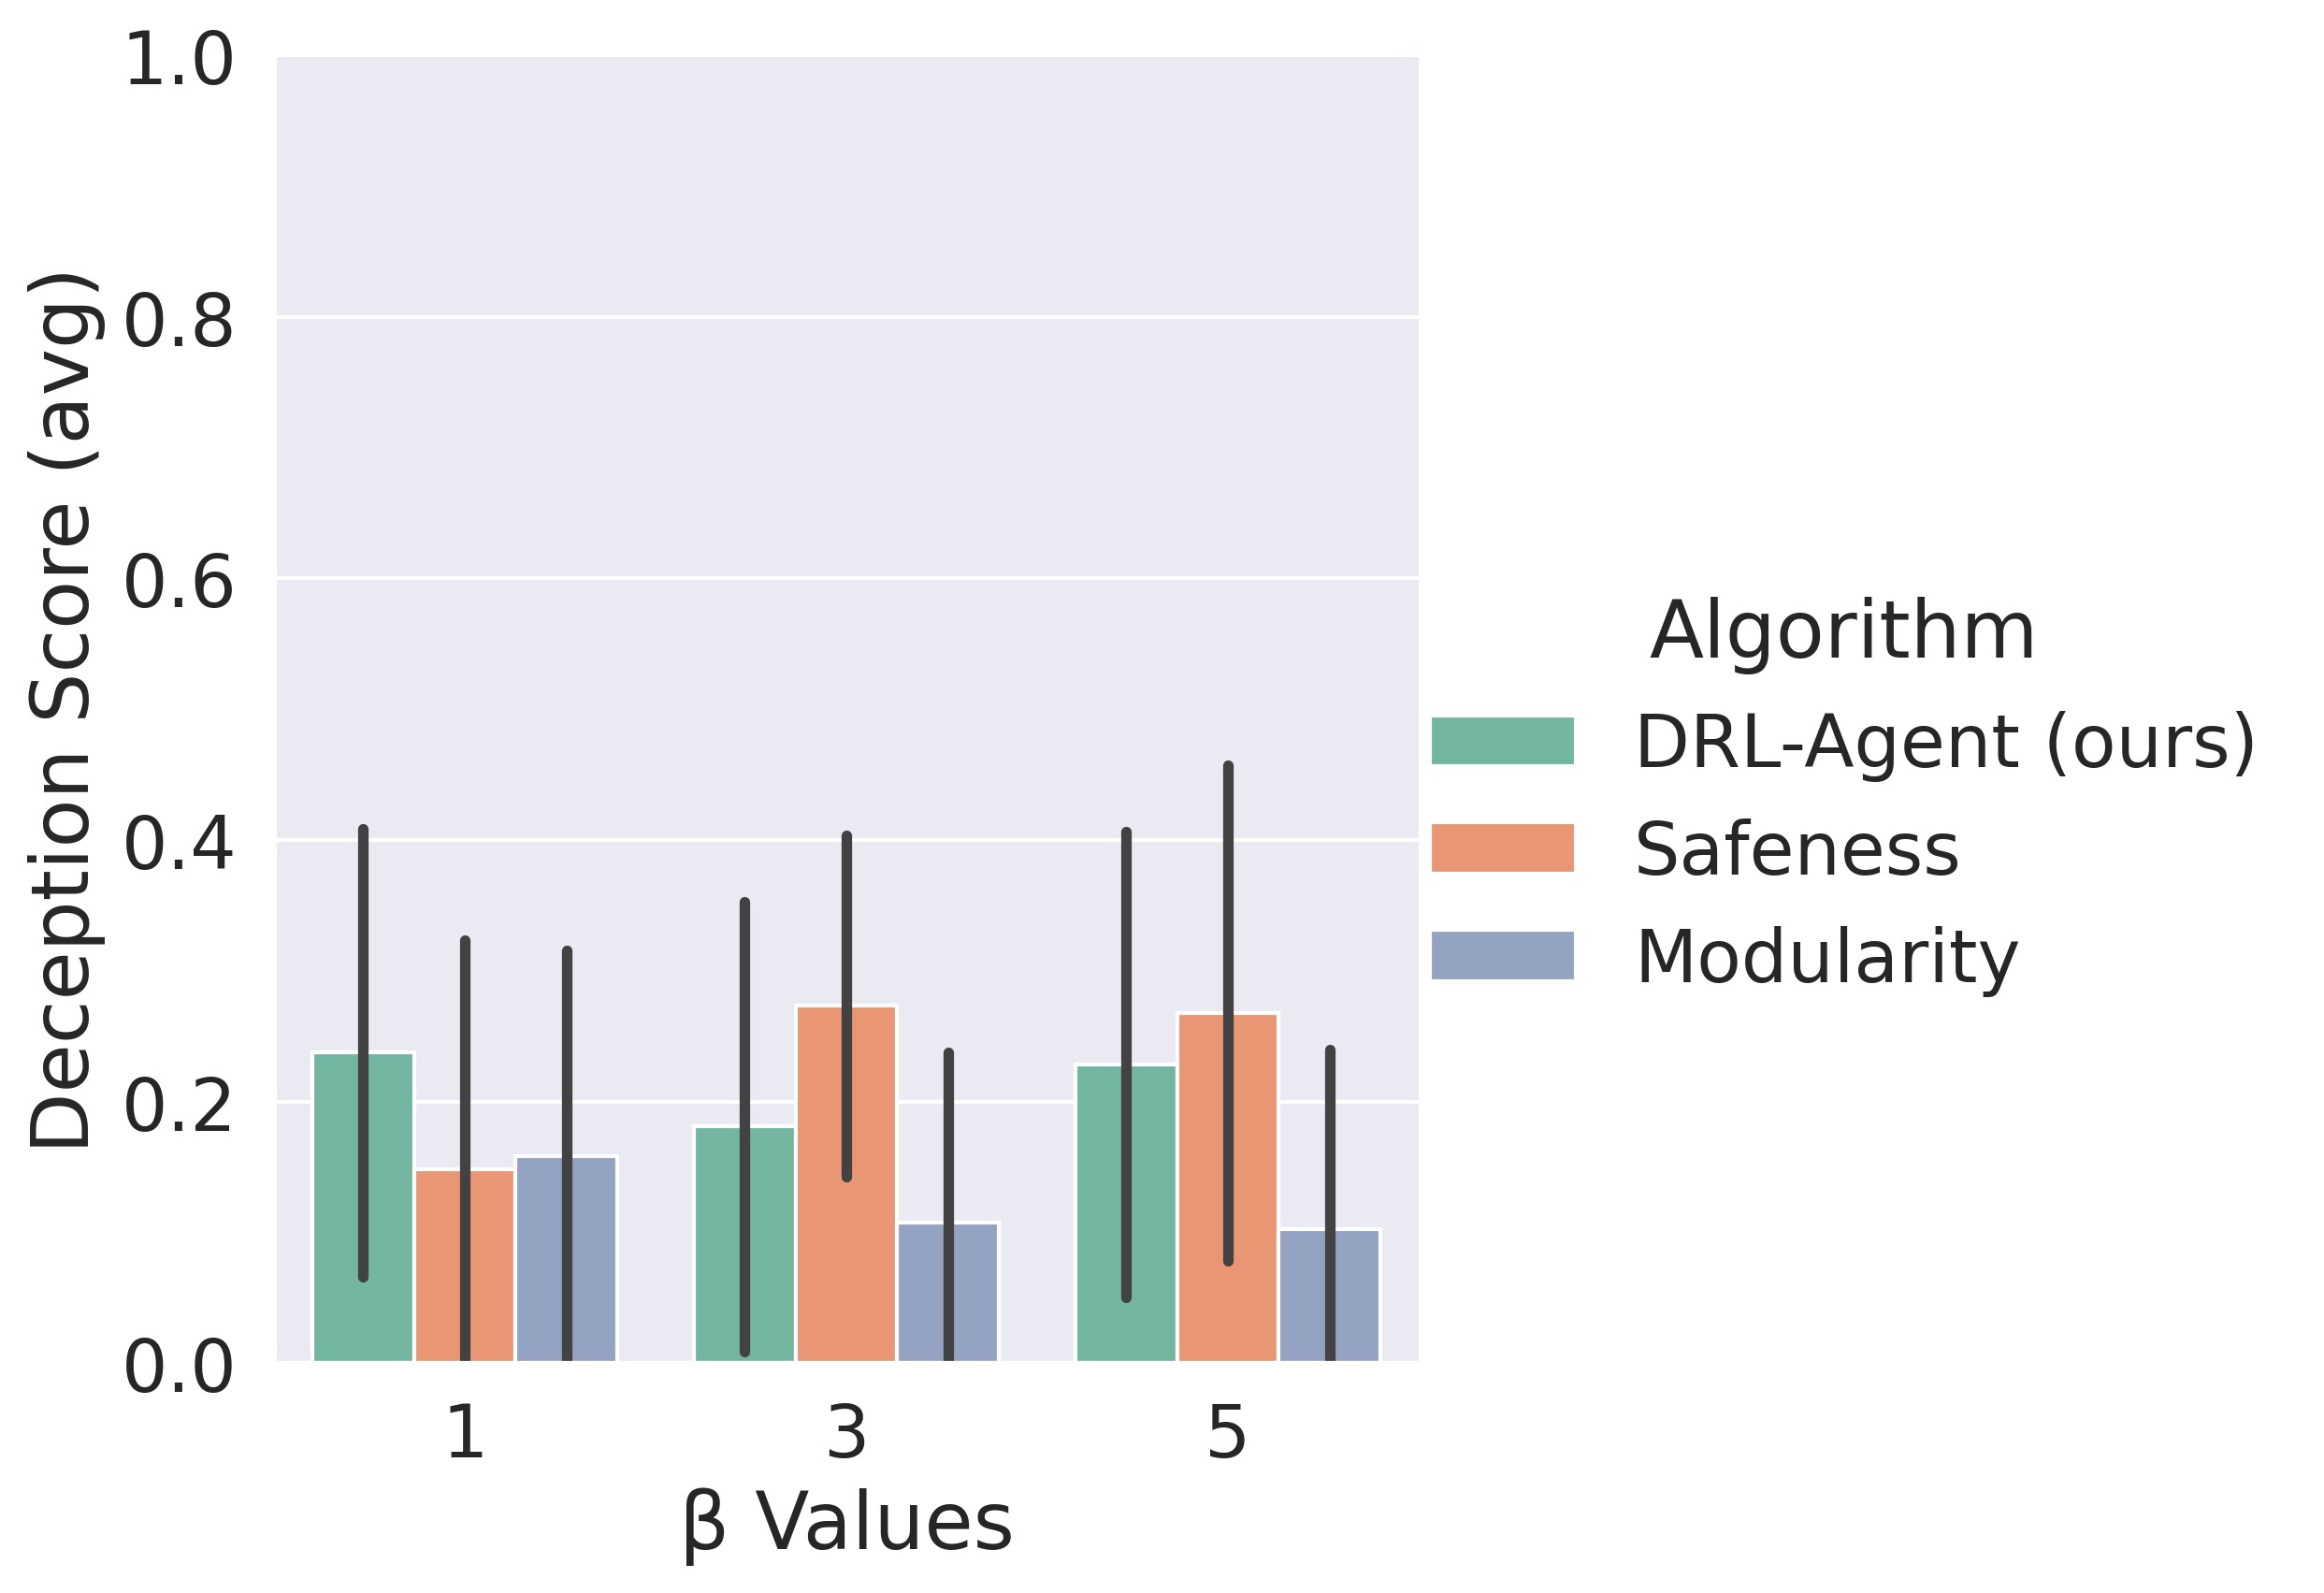 Deception Score (avg)
1.0
0.8
0.6
0.4
0.2
0.0
1 3 5
β Values
Algorithm
DRL-Agent (ours)
Safeness
Modularity